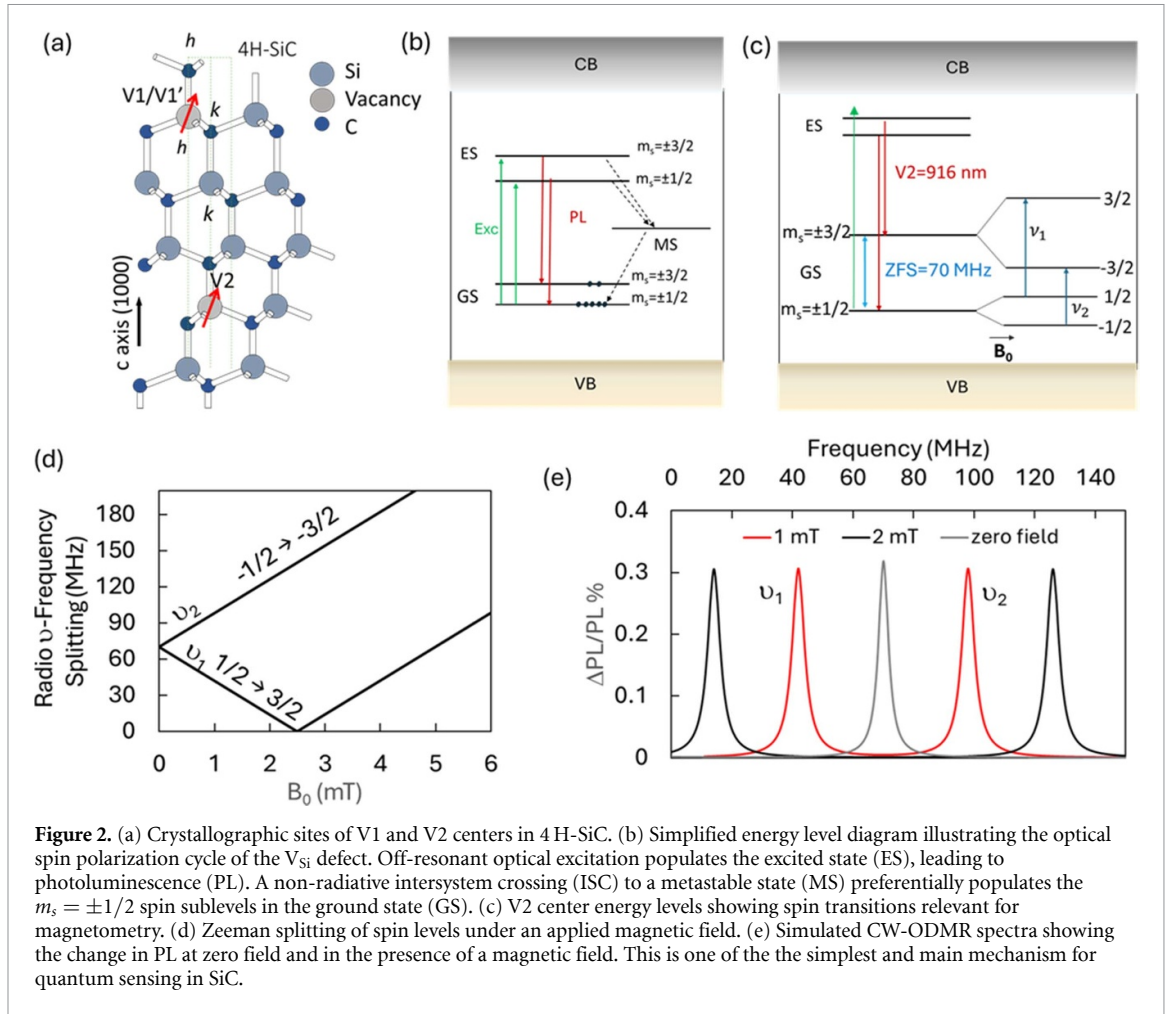 (a)
h
4H-SiC
Si
Vacancy
C
V1/V1'
k
h
k
V2
c axis (1000)
(b)
CB
ES
mₛ=±3/2
mₛ=±1/2
Exc
PL
MS
mₛ=±3/2
GS
mₛ=±1/2
VB
(c)
CB
ES
V2=916 nm
mₛ=±3/2
GS
ZFS=70 MHz
mₛ=±1/2
3/2
ν₁
-3/2
1/2
ν₂
-1/2
B₀
VB
(d)
Radio υ-Frequency
Splitting (MHz)
180
150
120
90
60
30
0
-1/2 → -3/2
υ₂
υ₁ 1/2 → 3/2
0 1 2 3 4 5 6
B₀ (mT)
(e)
Frequency (MHz)
0 20 40 60 80 100 120 140
ΔPL/PL %
0.4
0.3
0.2
0.1
0
1 mT 2 mT zero field
υ₁
υ₂
Figure 2. (a) Crystallographic sites of V1 and V2 centers in 4 H-SiC. (b) Simplified energy level diagram illustrating the optical
spin polarization cycle of the V_Si defect. Off-resonant optical excitation populates the excited state (ES), leading to
photoluminescence (PL). A non-radiative intersystem crossing (ISC) to a metastable state (MS) preferentially populates the
mₛ = ±1/2 spin sublevels in the ground state (GS). (c) V2 center energy levels showing spin transitions relevant for
magnetometry. (d) Zeeman splitting of spin levels under an applied magnetic field. (e) Simulated CW-ODMR spectra showing
the change in PL at zero field and in the presence of a magnetic field. This is one of the the simplest and main mechanism for
quantum sensing in SiC.